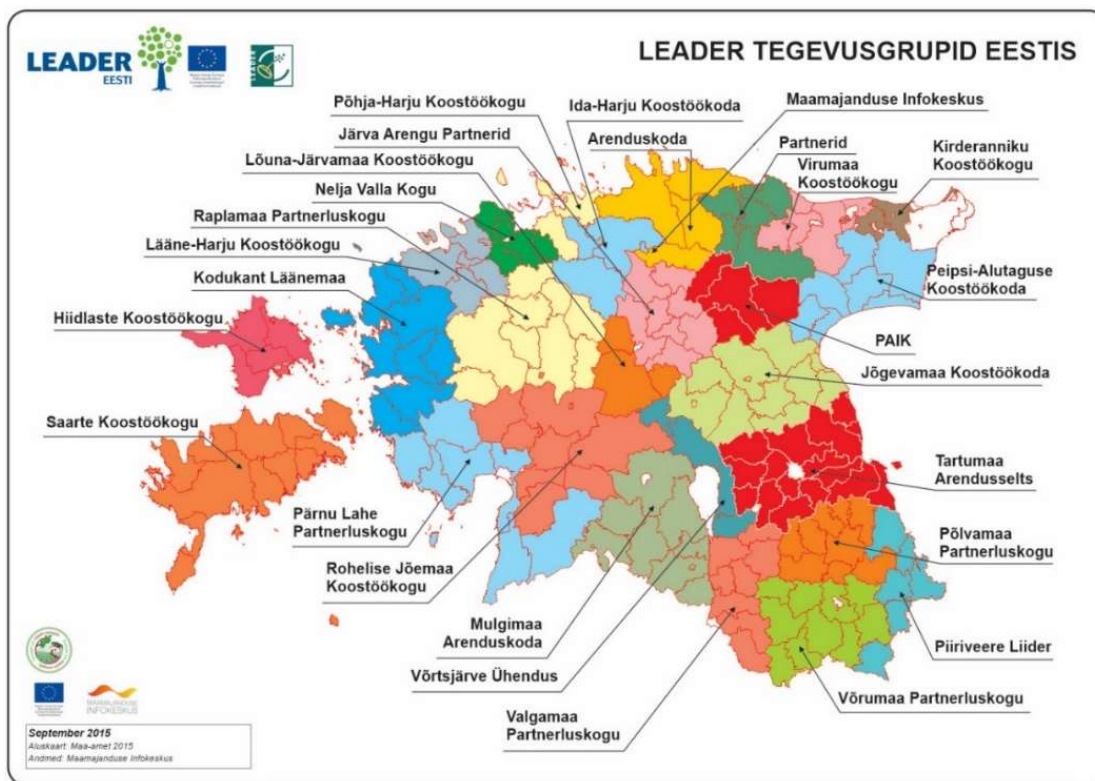 LEADER
EESTI
LEADER TEGEVUSGRUPID EESTIS
Põhja-Harju Koostöökogu
Ida-Harju Koostöökoda
Maamajanduse Infokeskus
Järva Arengu Partnerid
Arenduskoda
Partnerid
Kirderanniku
Koostöökogu
Lõuna-Järvamaa Koostöökogu
Virumaa
Koostöökogu
Nelja Valla Kogu
Raplamaa Partnerluskogu
Lääne-Harju Koostöökogu
Kodukant Läänemaa
Peipsi-Alutaguse
Koostöökoda
Hiidlaste Koostöökogu
PAIK
Jõgevamaa Koostöökoda
Saarte Koostöökogu
Tartumaa
Arendusselts
Pärnu Lahe
Partnerluskogu
Põlvamaa
Partnerluskogu
Rohelise Jõemaa
Koostöökogu
Mulgimaa
Arenduskoda
Piiriveere Liider
Võrtsjärve Ühendus
Võrumaa Partnerluskogu
Valgamaa
Partnerluskogu
MAAMAJANDUSE
INFOKESKUS
September 2015
Aluskaart: Maa-amet 2015
Andmed: Maamajanduse Infokeskus